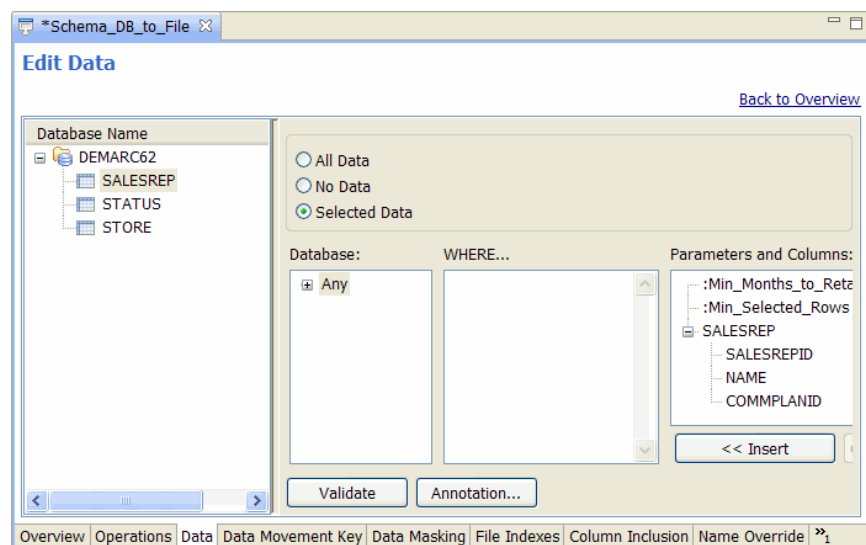 *Schema_DB_to_File
Edit Data
Back to Overview
Database Name
DEMARC62
SALESREP
STATUS
STORE
All Data
No Data
Selected Data
Database:
WHERE...
Parameters and Columns:
Any
:Min_Months_to_Reta
:Min_Selected_Rows
SALESREP
SALESREPID
NAME
COMMPLANID
<< Insert
Validate
Annotation...
Overview
Operations
Data
Data Movement Key
Data Masking
File Indexes
Column Inclusion
Name Override
»1